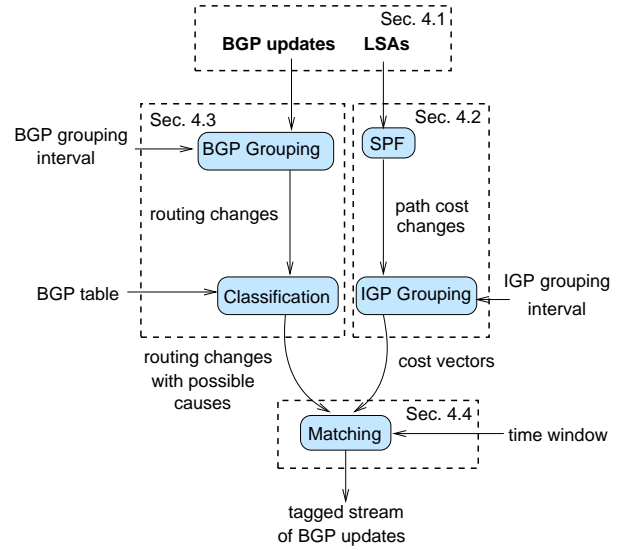 Sec. 4.1
BGP updates
LSAs
Sec. 4.3
Sec. 4.2
BGP grouping
interval
BGP Grouping
SPF
routing changes
path cost
changes
BGP table
Classification
IGP Grouping
IGP grouping
interval
routing changes
with possible
causes
cost vectors
Sec. 4.4
Matching
time window
tagged stream
of BGP updates